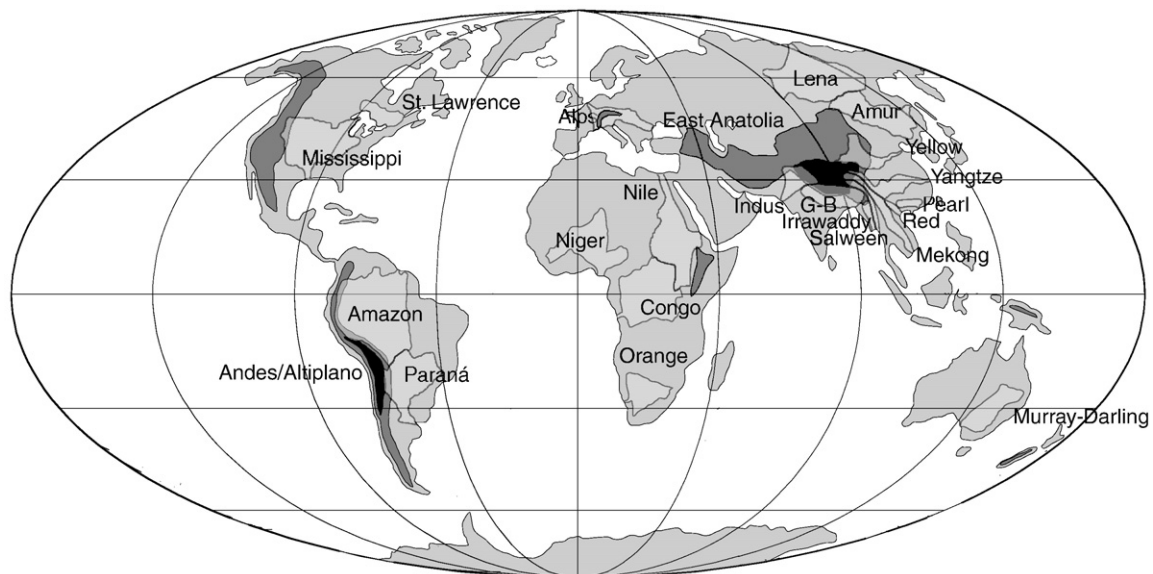 Lena
St. Lawrence
Amur
Alps
East Anatolia
Yellow
Mississippi
Yangtze
Nile
Indus
G-B
Pearl
Irrawaddy
Red
Salween
Niger
Mekong
Congo
Amazon
Orange
Andes/Altiplano
Paraná
Murray-Darling